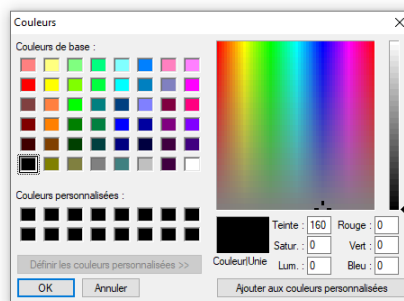 Couleurs
Couleurs de base :
Couleurs personnalisées :
Définir les couleurs personnalisées >>
OK Annuler
Couleur|Unie
Teinte : 160 Rouge : 0
Satur. : 0 Vert : 0
Lum. : 0 Bleu : 0
Ajouter aux couleurs personnalisées